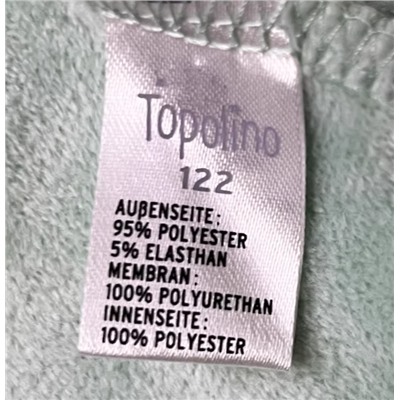 Topolino
122
AUßENSEITE:
95% POLYESTER
5% ELASTHAN
MEMBRAN:
100% POLYURETHAN
INNENSEITE:
100% POLYESTER